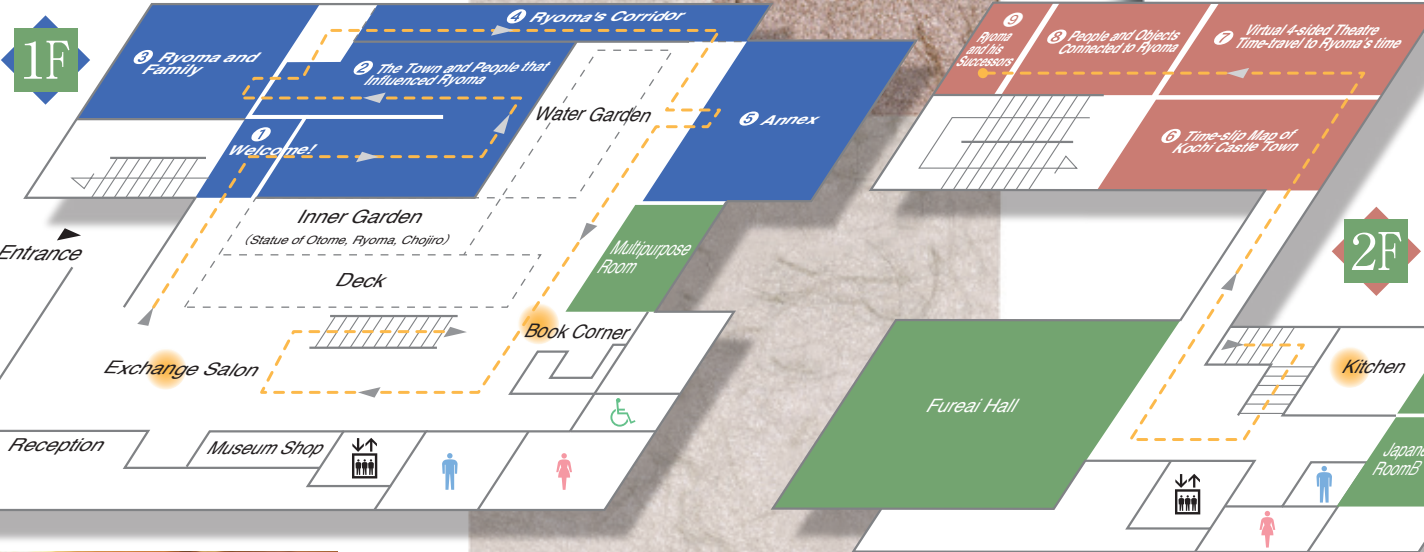 1F
❸ Ryoma and
Family
❹ Ryoma's Corridor
❷ The Town and People that
Influenced Ryoma
❶
Welcome!
Water Garden
❺ Annex
Inner Garden
(Statue of Otome, Ryoma, Chojiro)
Deck
Multipurpose
Room
Entrance
Book Corner
Exchange Salon
Reception
Museum Shop
❾
Ryoma
and his
Successors
❽ People and Objects
Connected to Ryoma
❼ Virtual 4-sided Theatre
Time-travel to Ryoma's time
❻ Time-slip Map of
Kochi Castle Town
2F
Fureai Hall
Kitchen
RoomB